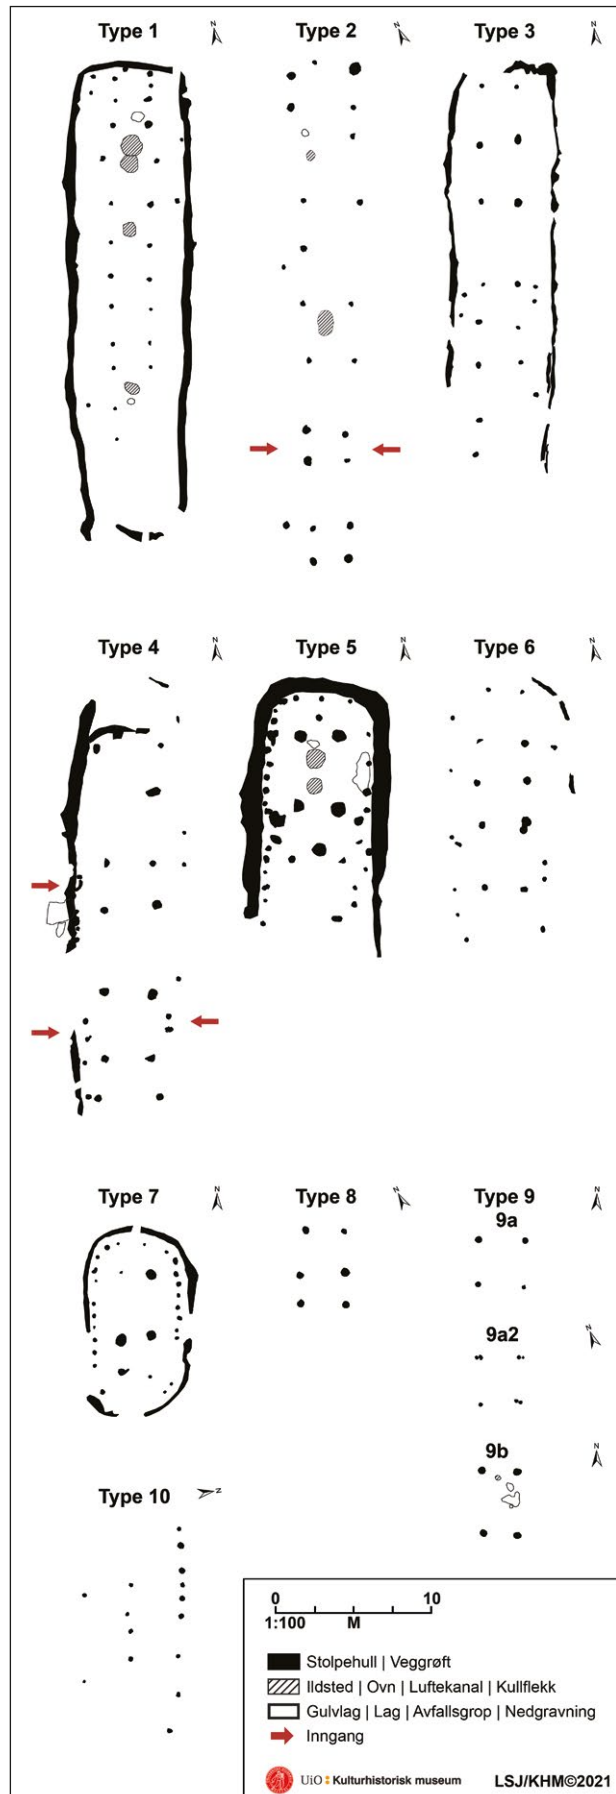 Type 1
N
Type 2
N
Type 3
N
Type 4
N
Type 5
N
Type 6
N
Type 7
N
Type 8
N
Type 9
N
9a
9a2
N
9b
N
Type 10
N
0 10
1:100 M
Stolpehull | Veggrøft
Ildsted | Ovn | Luftekanal | Kullflekk
Gulvlag | Lag | Avfallsgrop | Nedgravning
Inngang
UiO : Kulturhistorisk museum LSJ/KHM©2021